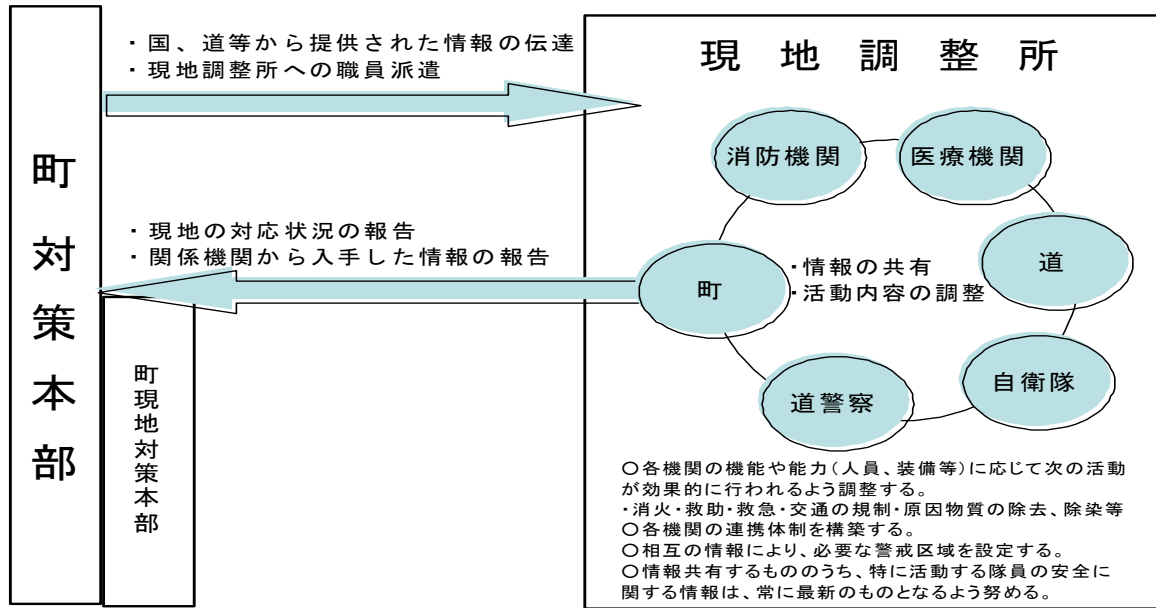 町対策本部
・国、道等から提供された情報の伝達
・現地調整所への職員派遣
・現地の対応状況の報告
・関係機関から入手した情報の報告
町現地対策本部
現地調整所
消防機関
医療機関
町
・情報の共有
・活動内容の調整
道
道警察
自衛隊
○各機関の機能や能力(人員、装備等)に応じて次の活動
が効果的に行われるよう調整する。
・消火・救助・救急・交通の規制・原因物質の除去、除染等
○各機関の連携体制を構築する。
○相互の情報により、必要な警戒区域を設定する。
○情報共有するもののうち、特に活動する隊員の安全に
関する情報は、常に最新のものとなるよう努める。